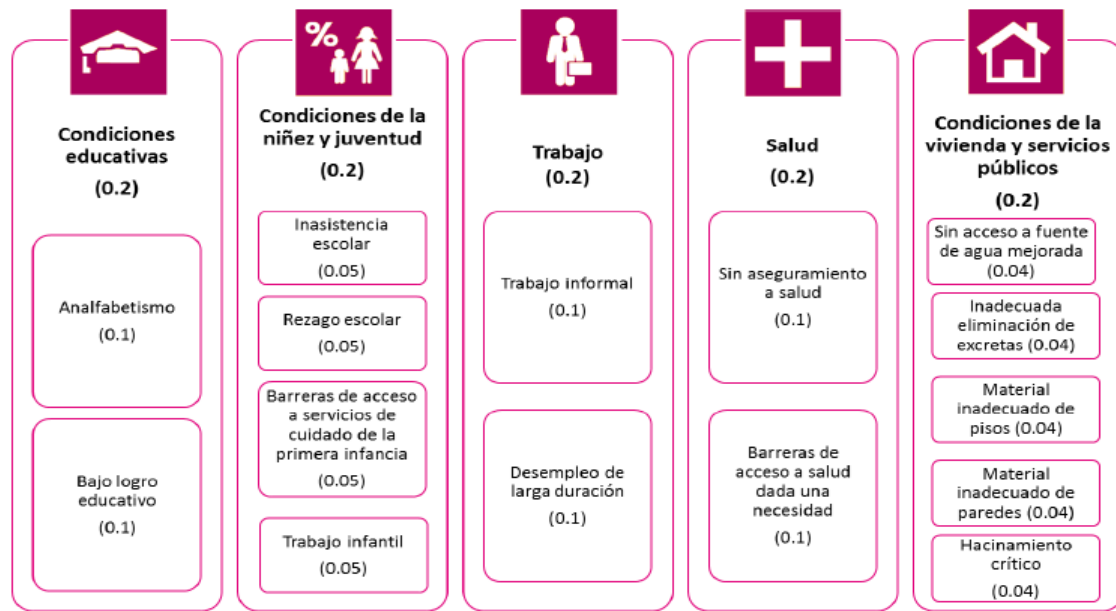 Condiciones
educativas
(0.2)
Analfabetismo
(0.1)
Bajo logro
educativo
(0.1)
%
Condiciones de la
niñez y juventud
(0.2)
Inasistencia
escolar
(0.05)
Rezago escolar
(0.05)
Barreras de acceso
a servicios de
cuidado de la
primera infancia
(0.05)
Trabajo infantil
(0.05)
Trabajo
(0.2)
Trabajo informal
(0.1)
Desempleo de
larga duración
(0.1)
Salud
(0.2)
Sin aseguramiento
a salud
(0.1)
Barreras de
acceso a salud
dada una
necesidad
(0.1)
Condiciones de la
vivienda y servicios
públicos
(0.2)
Sin acceso a fuente
de agua mejorada
(0.04)
Inadecuada
eliminación de
excretas (0.04)
Material
inadecuado de
pisos (0.04)
Material
inadecuado de
paredes (0.04)
Hacinamiento
crítico
(0.04)